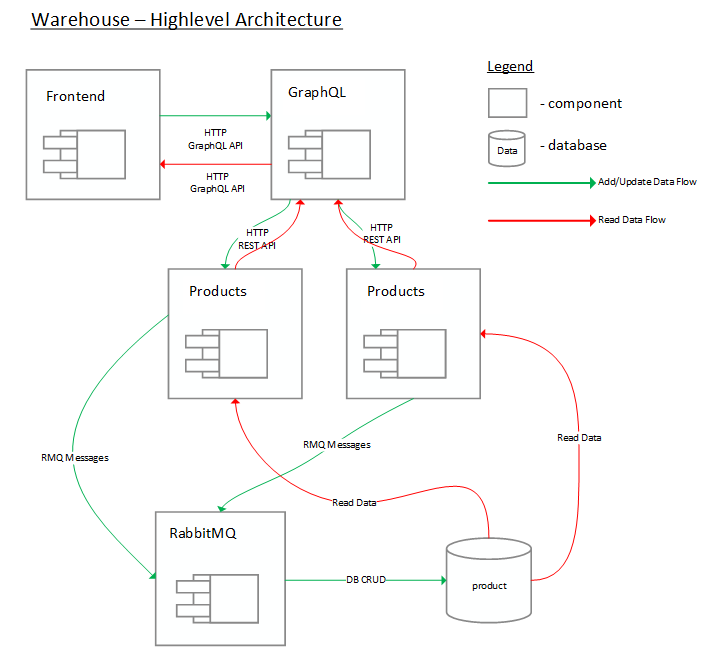 Warehouse – Highlevel Architecture
Legend
Frontend
GraphQL
- component
HTTP
GraphQL API
HTTP
GraphQL API
Data
- database
Add/Update Data Flow
Read Data Flow
HTTP
REST API
HTTP
REST API
Products
Products
RMQ Messages
RMQ Messages
Read Data
Read Data
RabbitMQ
DB CRUD
product